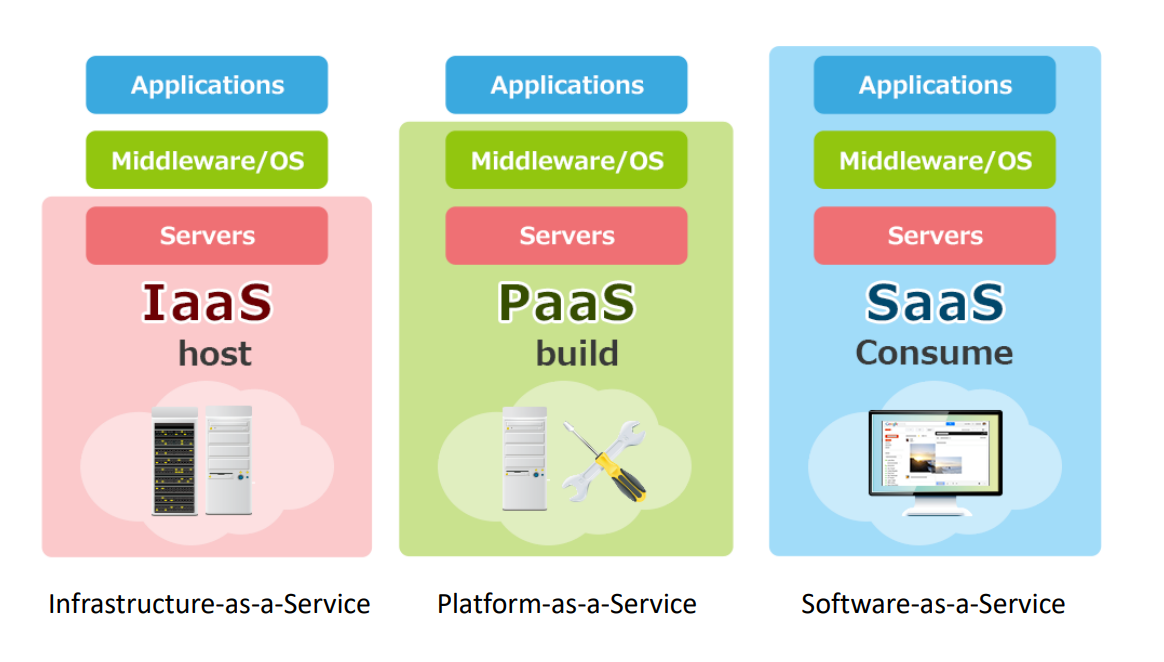 Applications
Middleware/OS
Servers
IaaS
host
Infrastructure-as-a-Service
Applications
Middleware/OS
Servers
PaaS
build
Platform-as-a-Service
Applications
Middleware/OS
Servers
SaaS
Consume
Google
Software-as-a-Service